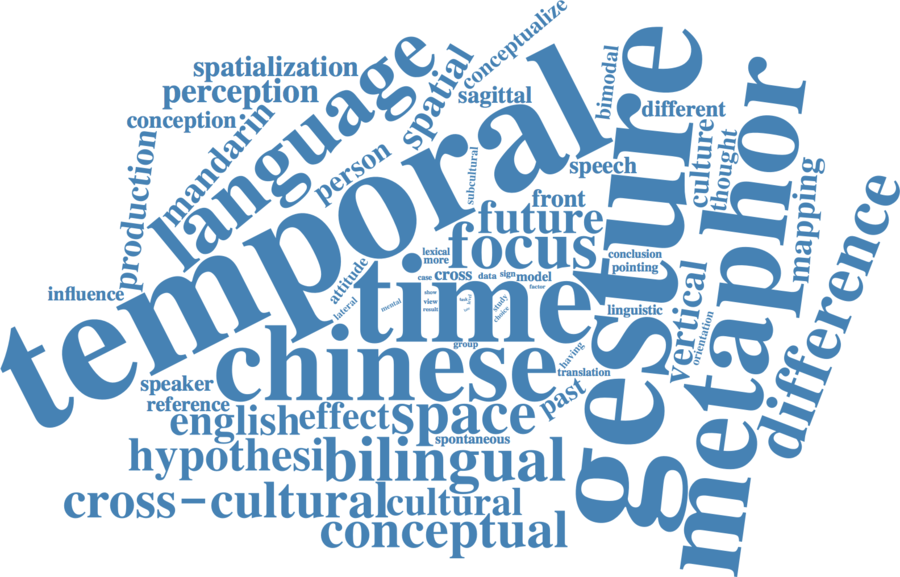 conceptualize
language
spatial
temporal
gesture
bimodal
spatialization
perception
sagittal
different
metaphor
conception
mandarin
production
person
subcultural
speech
culture
thought
mapping
difference
front
future
focus
lexical
more
attitude
lateral
conclusion
pointing
case
cross
data
sign
model
factor
influence
time
mental
show
view
result
study
choice
linguistic
vertical
orientation
chinese
group
having
translation
speaker
reference
past
english
effect
space
spontaneous
hypothesi
bilingual
cross-cultural
cultural
conceptual